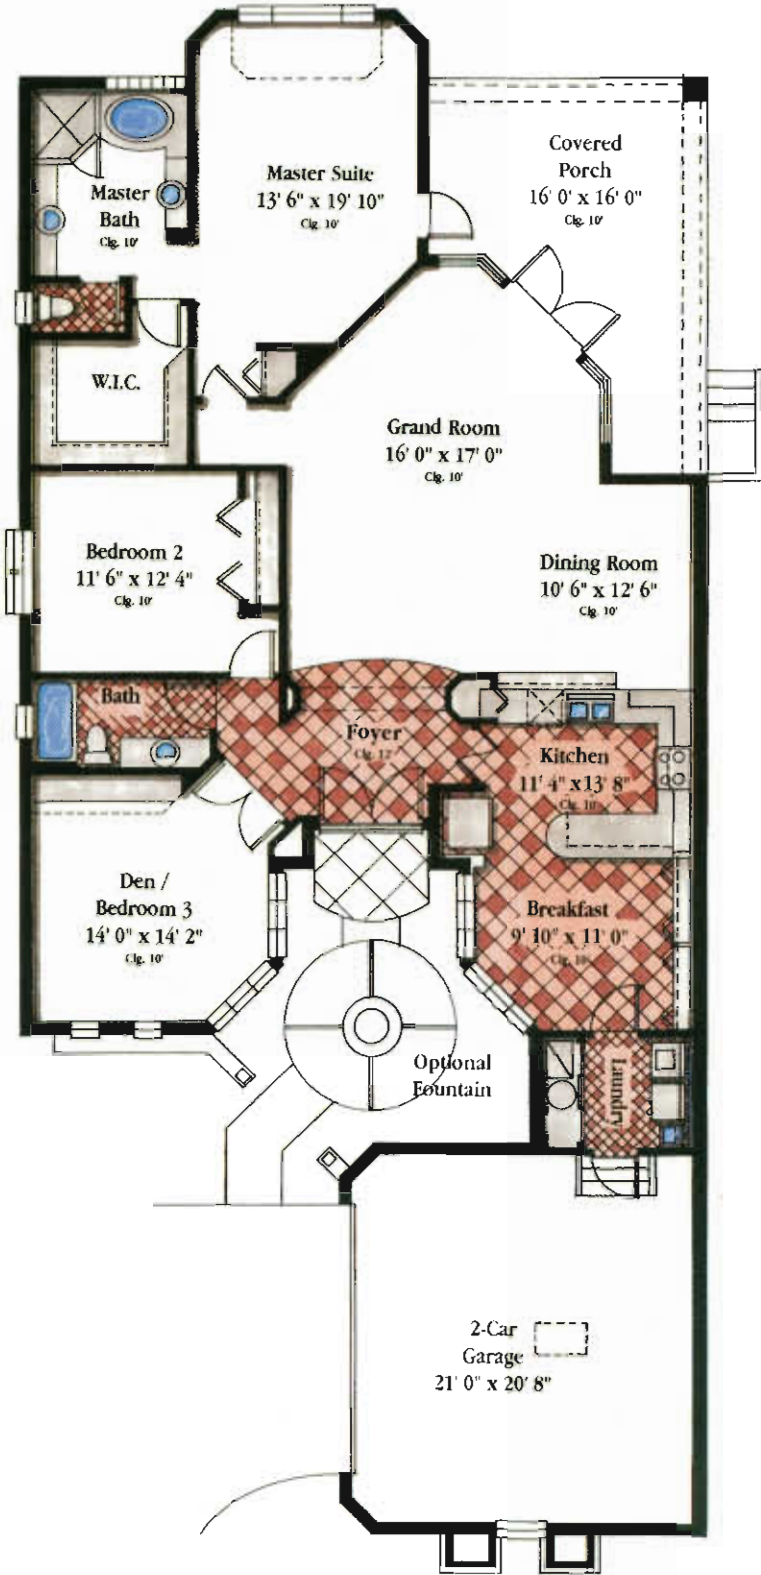 Covered
Porch
16' 0" x 16' 0"
Clg. 10'
Master Suite
13' 6" x 19' 10"
Clg. 10'
Master
Bath
Clg. 10'
W.I.C.
Grand Room
16' 0" x 17' 0"
Clg. 10'
Bedroom 2
11' 6" x 12' 4"
Clg. 10'
Dining Room
10' 6" x 12' 6"
Clg. 10'
Bath
Foyer
Clg. 12'
Kitchen
11' 4" x 13' 8"
Clg. 10'
Den /
Bedroom 3
14' 0" x 14' 2"
Clg. 10'
Breakfast
9' 10" x 11' 0"
Clg. 10'
Optional
Fountain
Laundry
2-Car
Garage
21' 0" x 20' 8"